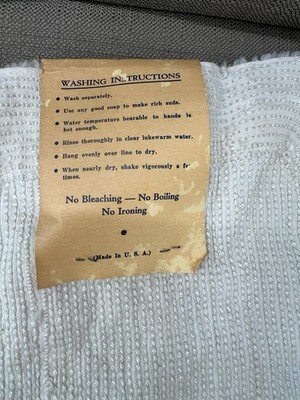 WASHING INSTRUCTIONS
• Wash separately.
• Use any good soap to make rich suds.
• Water temperature bearable to hands is
hot enough.
• Rinse thoroughly in clear lukewarm water.
• Hang evenly over line to dry.
• When nearly dry, shake vigorously a few
times.
No Bleaching — No Boiling
No Ironing
•
(Made In U. S. A.)